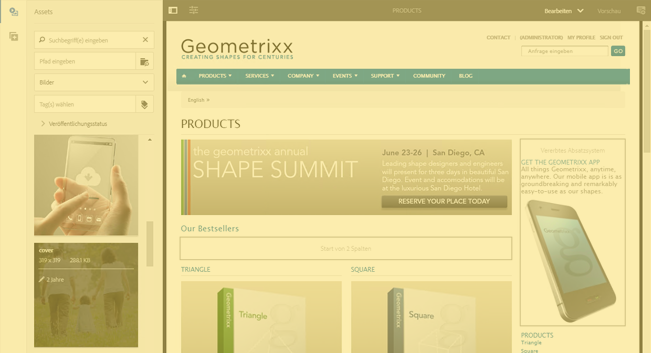 Assets
PRODUCTS
Bearbeiten
Vorschau
Suchbegriff(e) eingeben
Pfad eingeben
Bilder
Tag(s) wählen
Veröffentlichungsstatus
cover
2 Jahre
Geometrixx
CREATING SHAPES FOR CENTURIES
CONTACT | (ADMINISTRATOR) MY PROFILE SIGN OUT
Anfrage eingeben
GO
PRODUCTS
SERVICES
COMPANY
EVENTS
SUPPORT
COMMUNITY
BLOG
English
PRODUCTS
the geometrixx annual
SHAPE SUMMIT
June 23-26 | San Diego, CA
Leading shape designers and engineers
will present for three days in beautiful San
Diego. Event and accomodations will be
at the luxurious San Diego Hotel
RESERVE YOUR PLACE TODAY
Our Bestsellers
Start von 2 Spalten
TRIANGLE
SQUARE
Geometrixx
Triangle
Geometrixx
Square
Vererbtes Absatzsystem
GET THE GEOMETRIXX APP
All things Geometrixx, anytime,
anywhere. Our mobile app is is as
groundbreaking and remarkably
easy-to-use as our shapes.
go
PRODUCTS
Triangle
Square